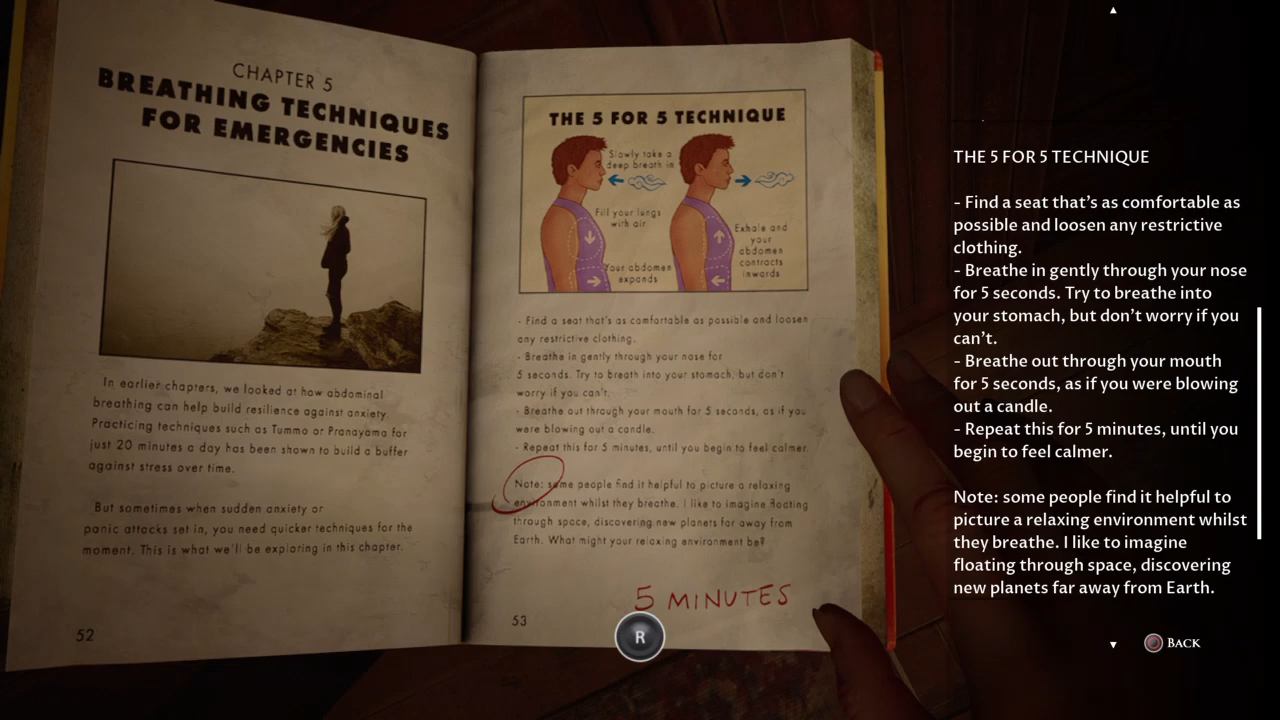 CHAPTER 5
BREATHING TECHNIQUES
FOR EMERGENCIES
In earlier chapters, we looked at how abdominal
breathing can help build resilience against anxiety.
Practicing techniques such as Tummo or Pranayama for
just 20 minutes a day has been shown to build a buffer
against stress over time.
But sometimes when sudden anxiety or
panic attacks set in, you need quicker techniques for the
moment. This is what we'll be exploring in this chapter.
52
THE 5 FOR 5 TECHNIQUE
Slowly take a
deep breath in
Fill your lungs
with air
Your abdomen
expands
Exhale and
your
abdomen
contracts
inwards
- Find a seat that's as comfortable as possible and loosen
any restrictive clothing.
- Breathe in gently through your nose for
5 seconds. Try to breath into your stomach, but don't
worry if you can't.
- Breathe out through your mouth for 5 seconds, as if you
were blowing out a candle.
- Repeat this for 5 minutes, until you begin to feel calmer.
Note: some people find it helpful to picture a relaxing
environment whilst they breathe. I like to imagine floating
through space, discovering new planets far away from
Earth. What might your relaxing environment be?
5 MINUTES
53
R
THE 5 FOR 5 TECHNIQUE
- Find a seat that's as comfortable as
possible and loosen any restrictive
clothing.
- Breathe in gently through your nose
for 5 seconds. Try to breathe into
your stomach, but don't worry if you
can't.
- Breathe out through your mouth
for 5 seconds, as if you were blowing
out a candle.
- Repeat this for 5 minutes, until you
begin to feel calmer.
Note: some people find it helpful to
picture a relaxing environment whilst
they breathe. I like to imagine
floating through space, discovering
new planets far away from Earth.
BACK